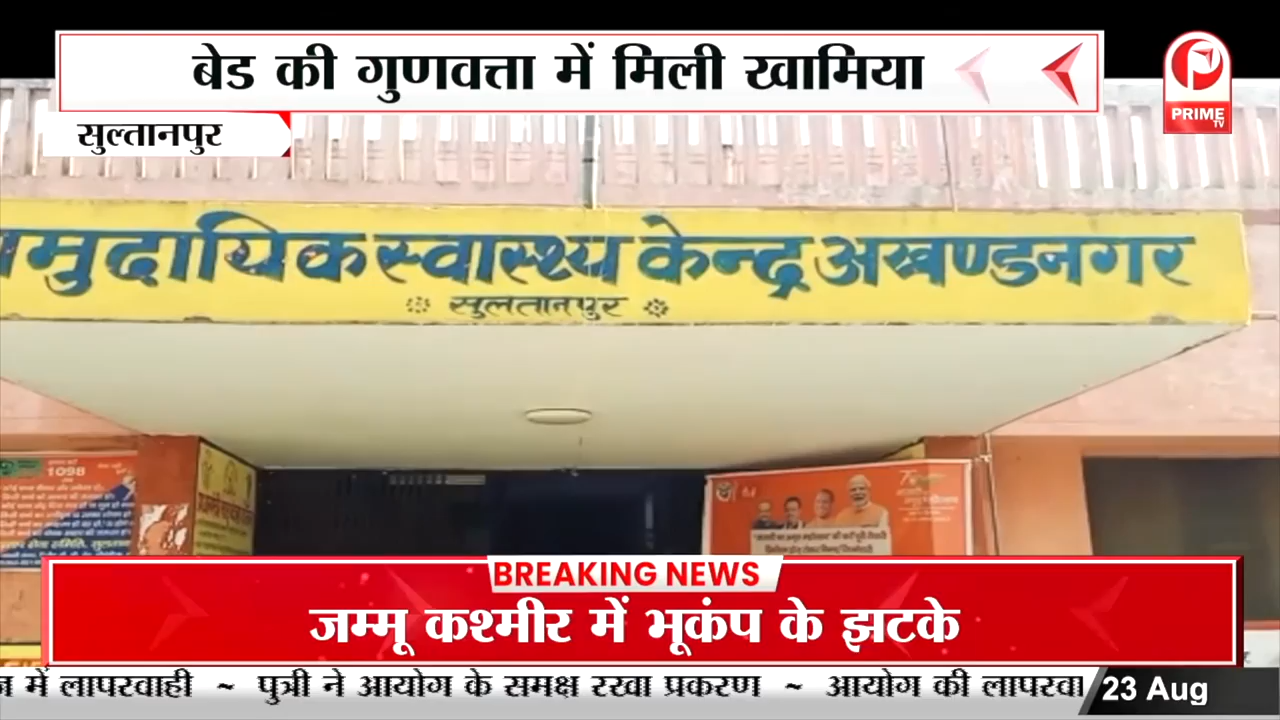 बेड की गुणवत्ता में मिली खामिया
PRIME
TV
सुल्तानपुर
मुदायिक स्वास्थ्य केन्द्र अखण्डनगर
सुलतानपुर
1098
BREAKING NEWS
जम्मू कश्मीर में भूकंप के झटके
में लापरवाही ~ पुत्री ने आयोग के समक्ष रखा प्रकरण ~ आयोग की लापरवा
23 Aug